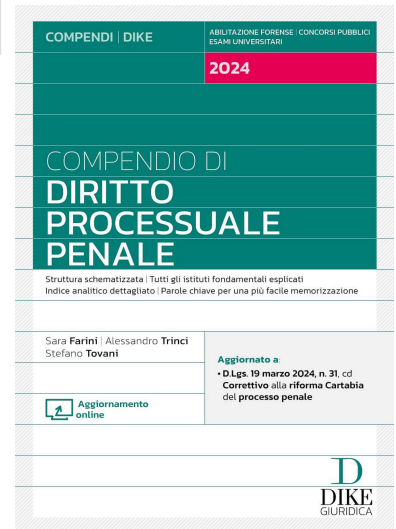 COMPENDI | DIKE
ABILITAZIONE FORENSE | CONCORSI PUBBLICI
ESAMI UNIVERSITARI
2024
COMPENDIO DI
DIRITTO
PROCESSUALE
PENALE
Struttura schematizzata | Tutti gli istituti fondamentali esplicati
Indice analitico dettagliato | Parole chiave per una più facile memorizzazione
Sara Farini | Alessandro Trinci
Stefano Tovani
Aggiornato a:
• D.Lgs. 19 marzo 2024, n. 31, cd
Correttivo alla riforma Cartabia
del processo penale
Aggiornamento
online
D
DIKE
GIURIDICA